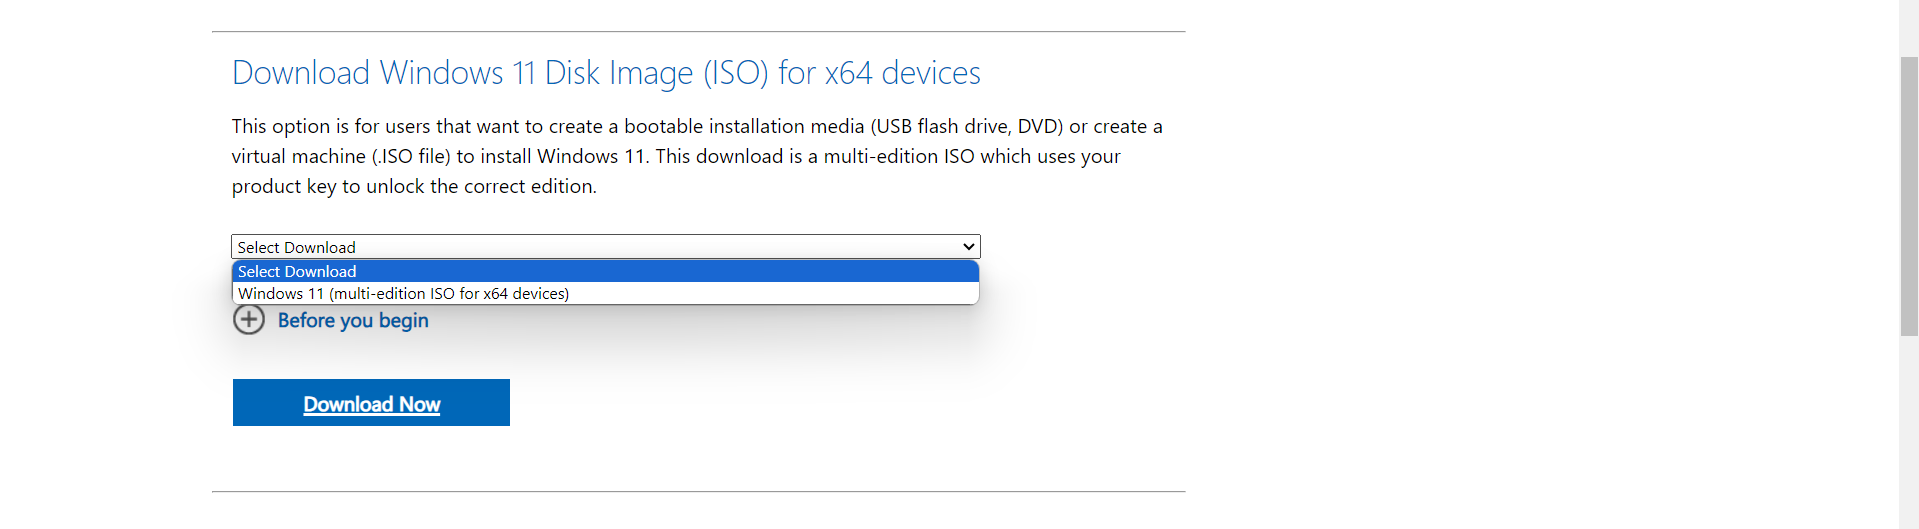 Download Windows 11 Disk Image (ISO) for x64 devices
This option is for users that want to create a bootable installation media (USB flash drive, DVD) or create a
virtual machine (.ISO file) to install Windows 11. This download is a multi-edition ISO which uses your
product key to unlock the correct edition.
Select Download
Select Download
Windows 11 (multi-edition ISO for x64 devices)
Before you begin
Download Now